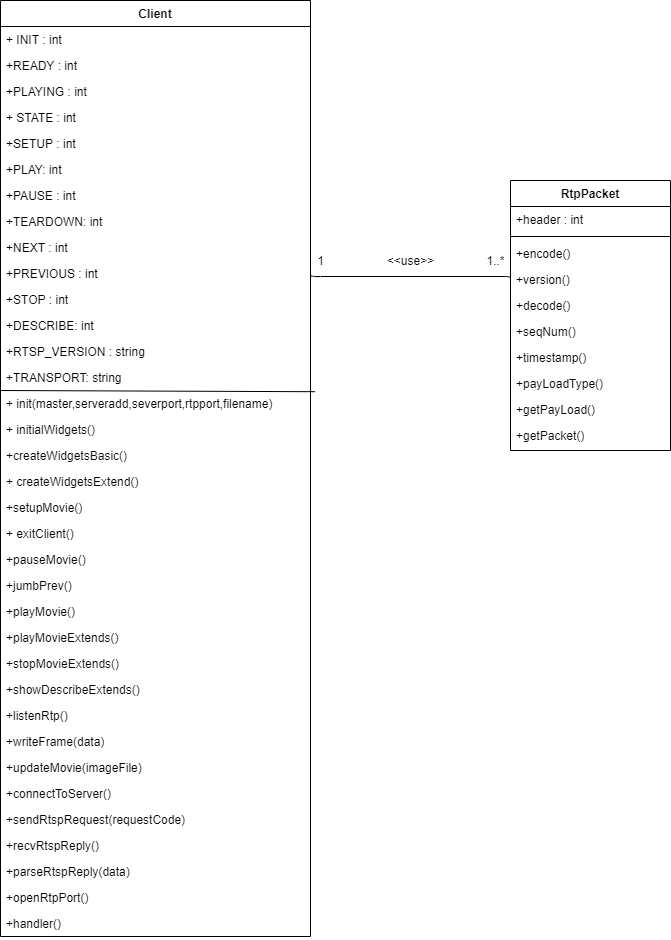 Client
+ INIT : int
+READY : int
+PLAYING : int
+ STATE : int
+SETUP : int
+PLAY: int
+PAUSE : int
+TEARDOWN: int
+NEXT : int
+PREVIOUS : int
+STOP : int
+DESCRIBE: int
+RTSP_VERSION : string
+TRANSPORT: string
+ init(master,serveradd,severport,rtpport,filename)
+ initialWidgets()
+createWidgetsBasic()
+ createWidgetsExtend()
+setupMovie()
+ exitClient()
+pauseMovie()
+jumbPrev()
+playMovie()
+playMovieExtends()
+stopMovieExtends()
+showDescribeExtends()
+listenRtp()
+writeFrame(data)
+updateMovie(imageFile)
+connectToServer()
+sendRtspRequest(requestCode)
+recvRtspReply()
+parseRtspReply(data)
+openRtpPort()
+handler()
1 <<use>> 1..*
RtpPacket
+header : int
+encode()
+version()
+decode()
+seqNum()
+timestamp()
+payLoadType()
+getPayLoad()
+getPacket()